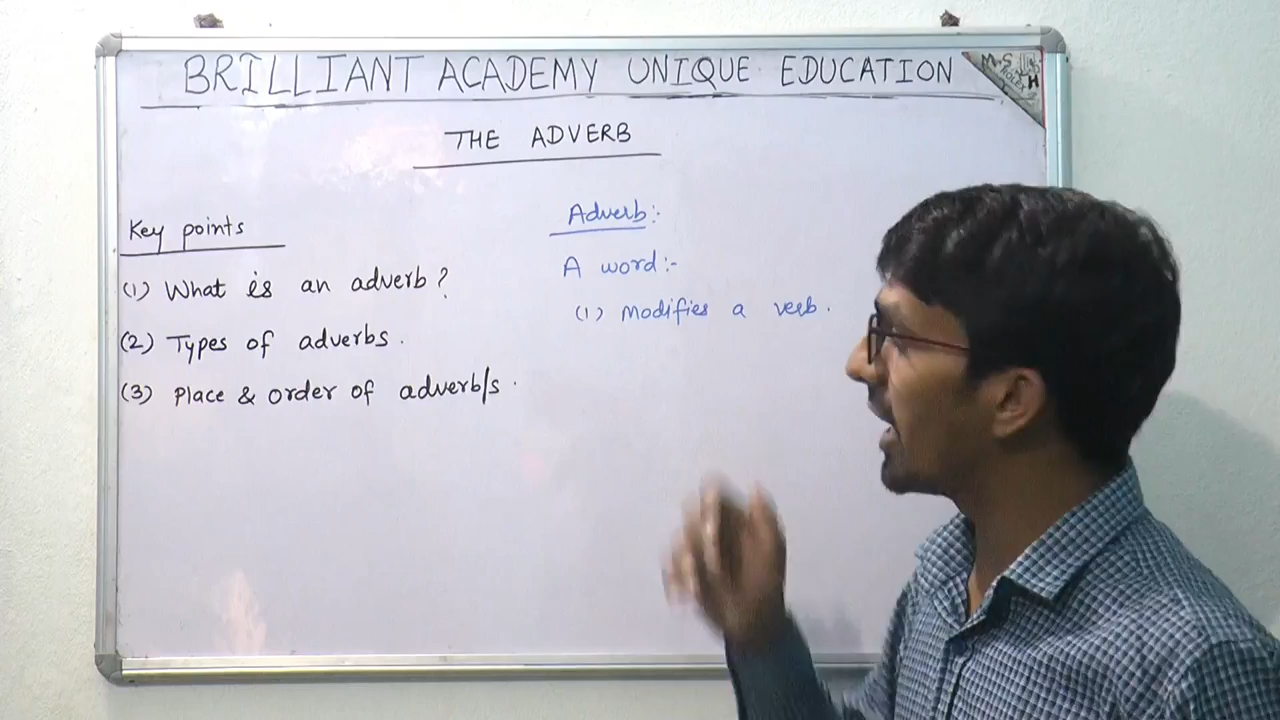 BRILLIANT ACADEMY UNIQUE EDUCATION
M.S
THE ADVERB
Key points
(1) What is an adverb?
(2) Types of adverbs.
(3) Place & order of adverb/s.
Adverb:-
A word:-
(1) Modifies a verb.